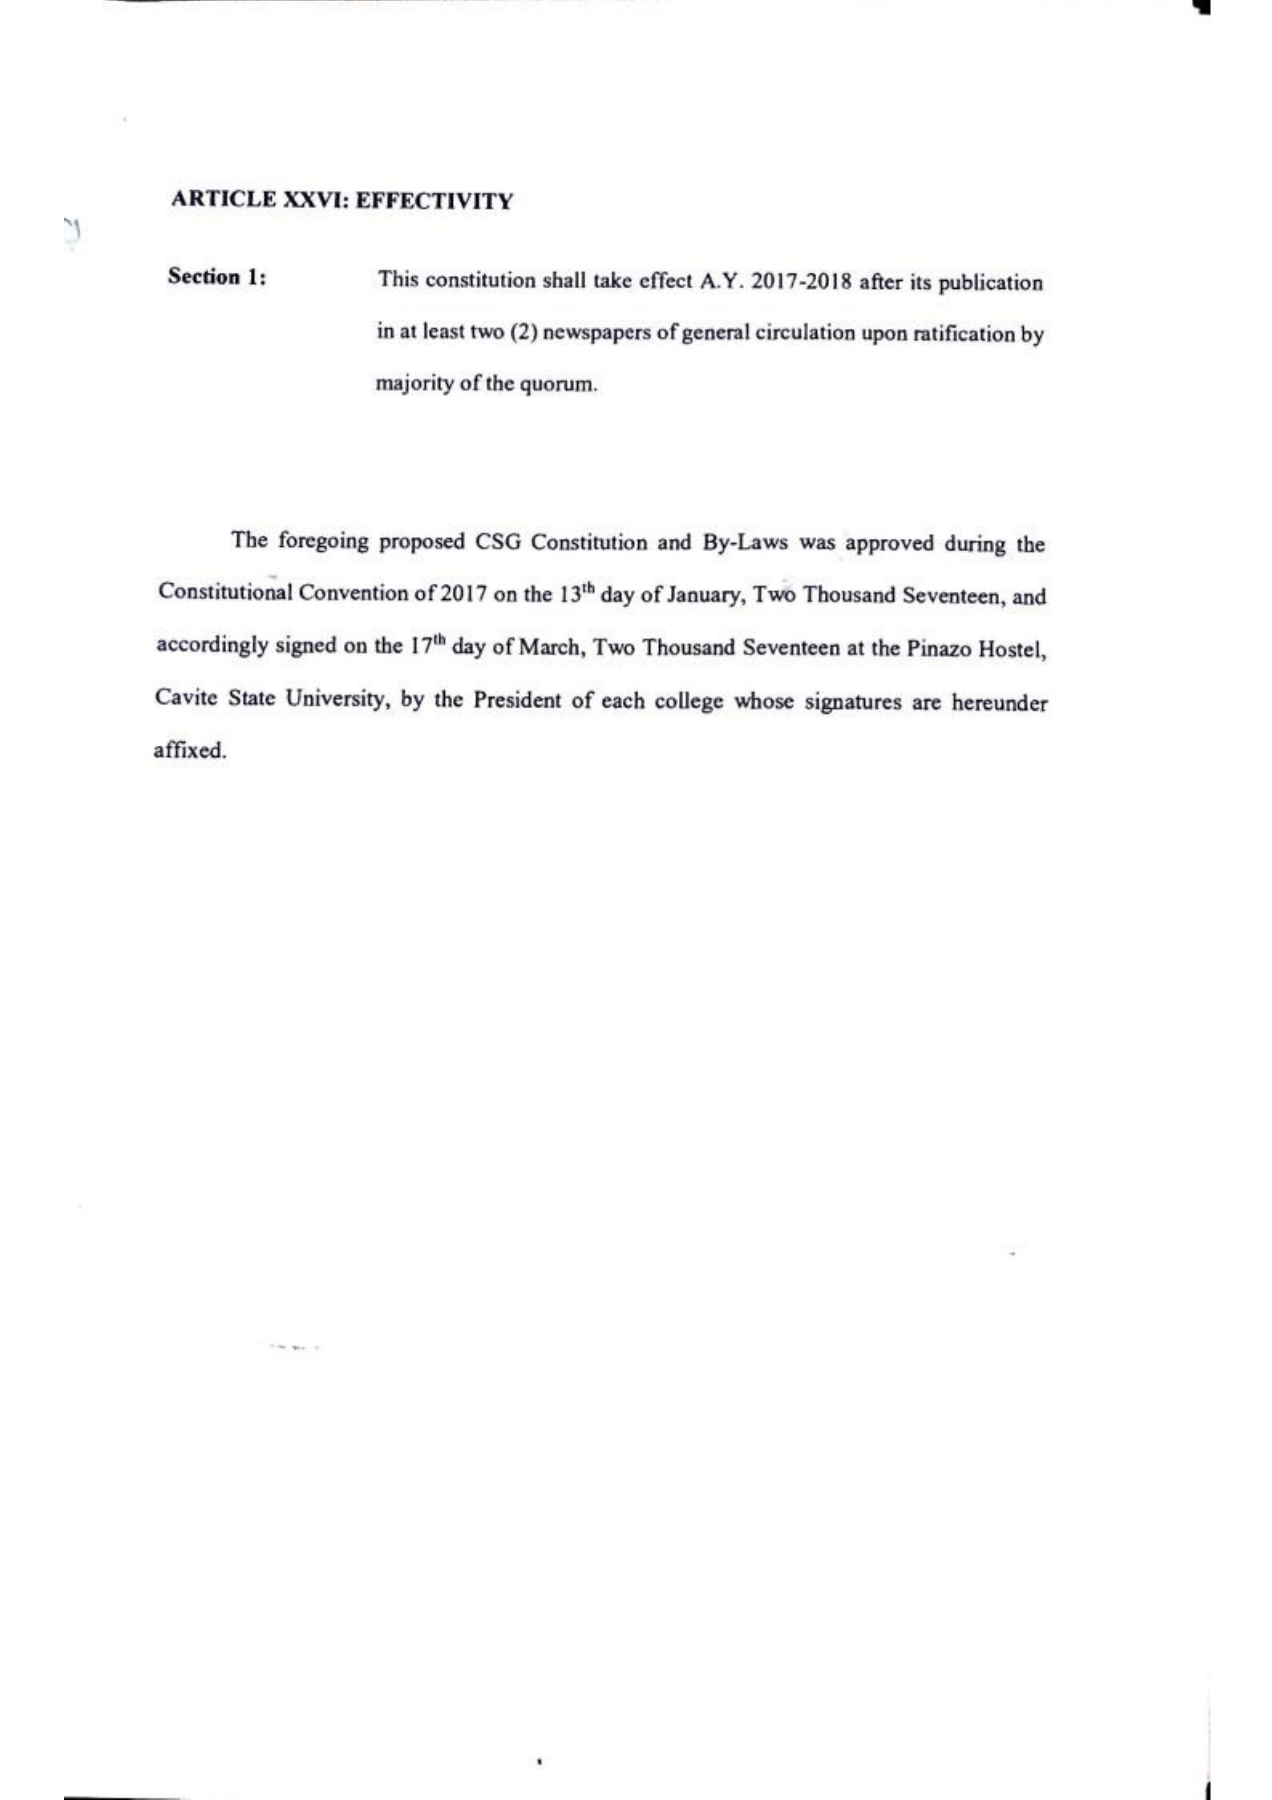 ARTICLE XXVI: EFFECTIVITY
Section 1: This constitution shall take effect A.Y. 2017-2018 after its publication
in at least two (2) newspapers of general circulation upon ratification by
majority of the quorum.
The foregoing proposed CSG Constitution and By-Laws was approved during the
Constitutional Convention of 2017 on the 13th day of January, Two Thousand Seventeen, and
accordingly signed on the 17th day of March, Two Thousand Seventeen at the Pinazo Hostel,
Cavite State University, by the President of each college whose signatures are hereunder
affixed.